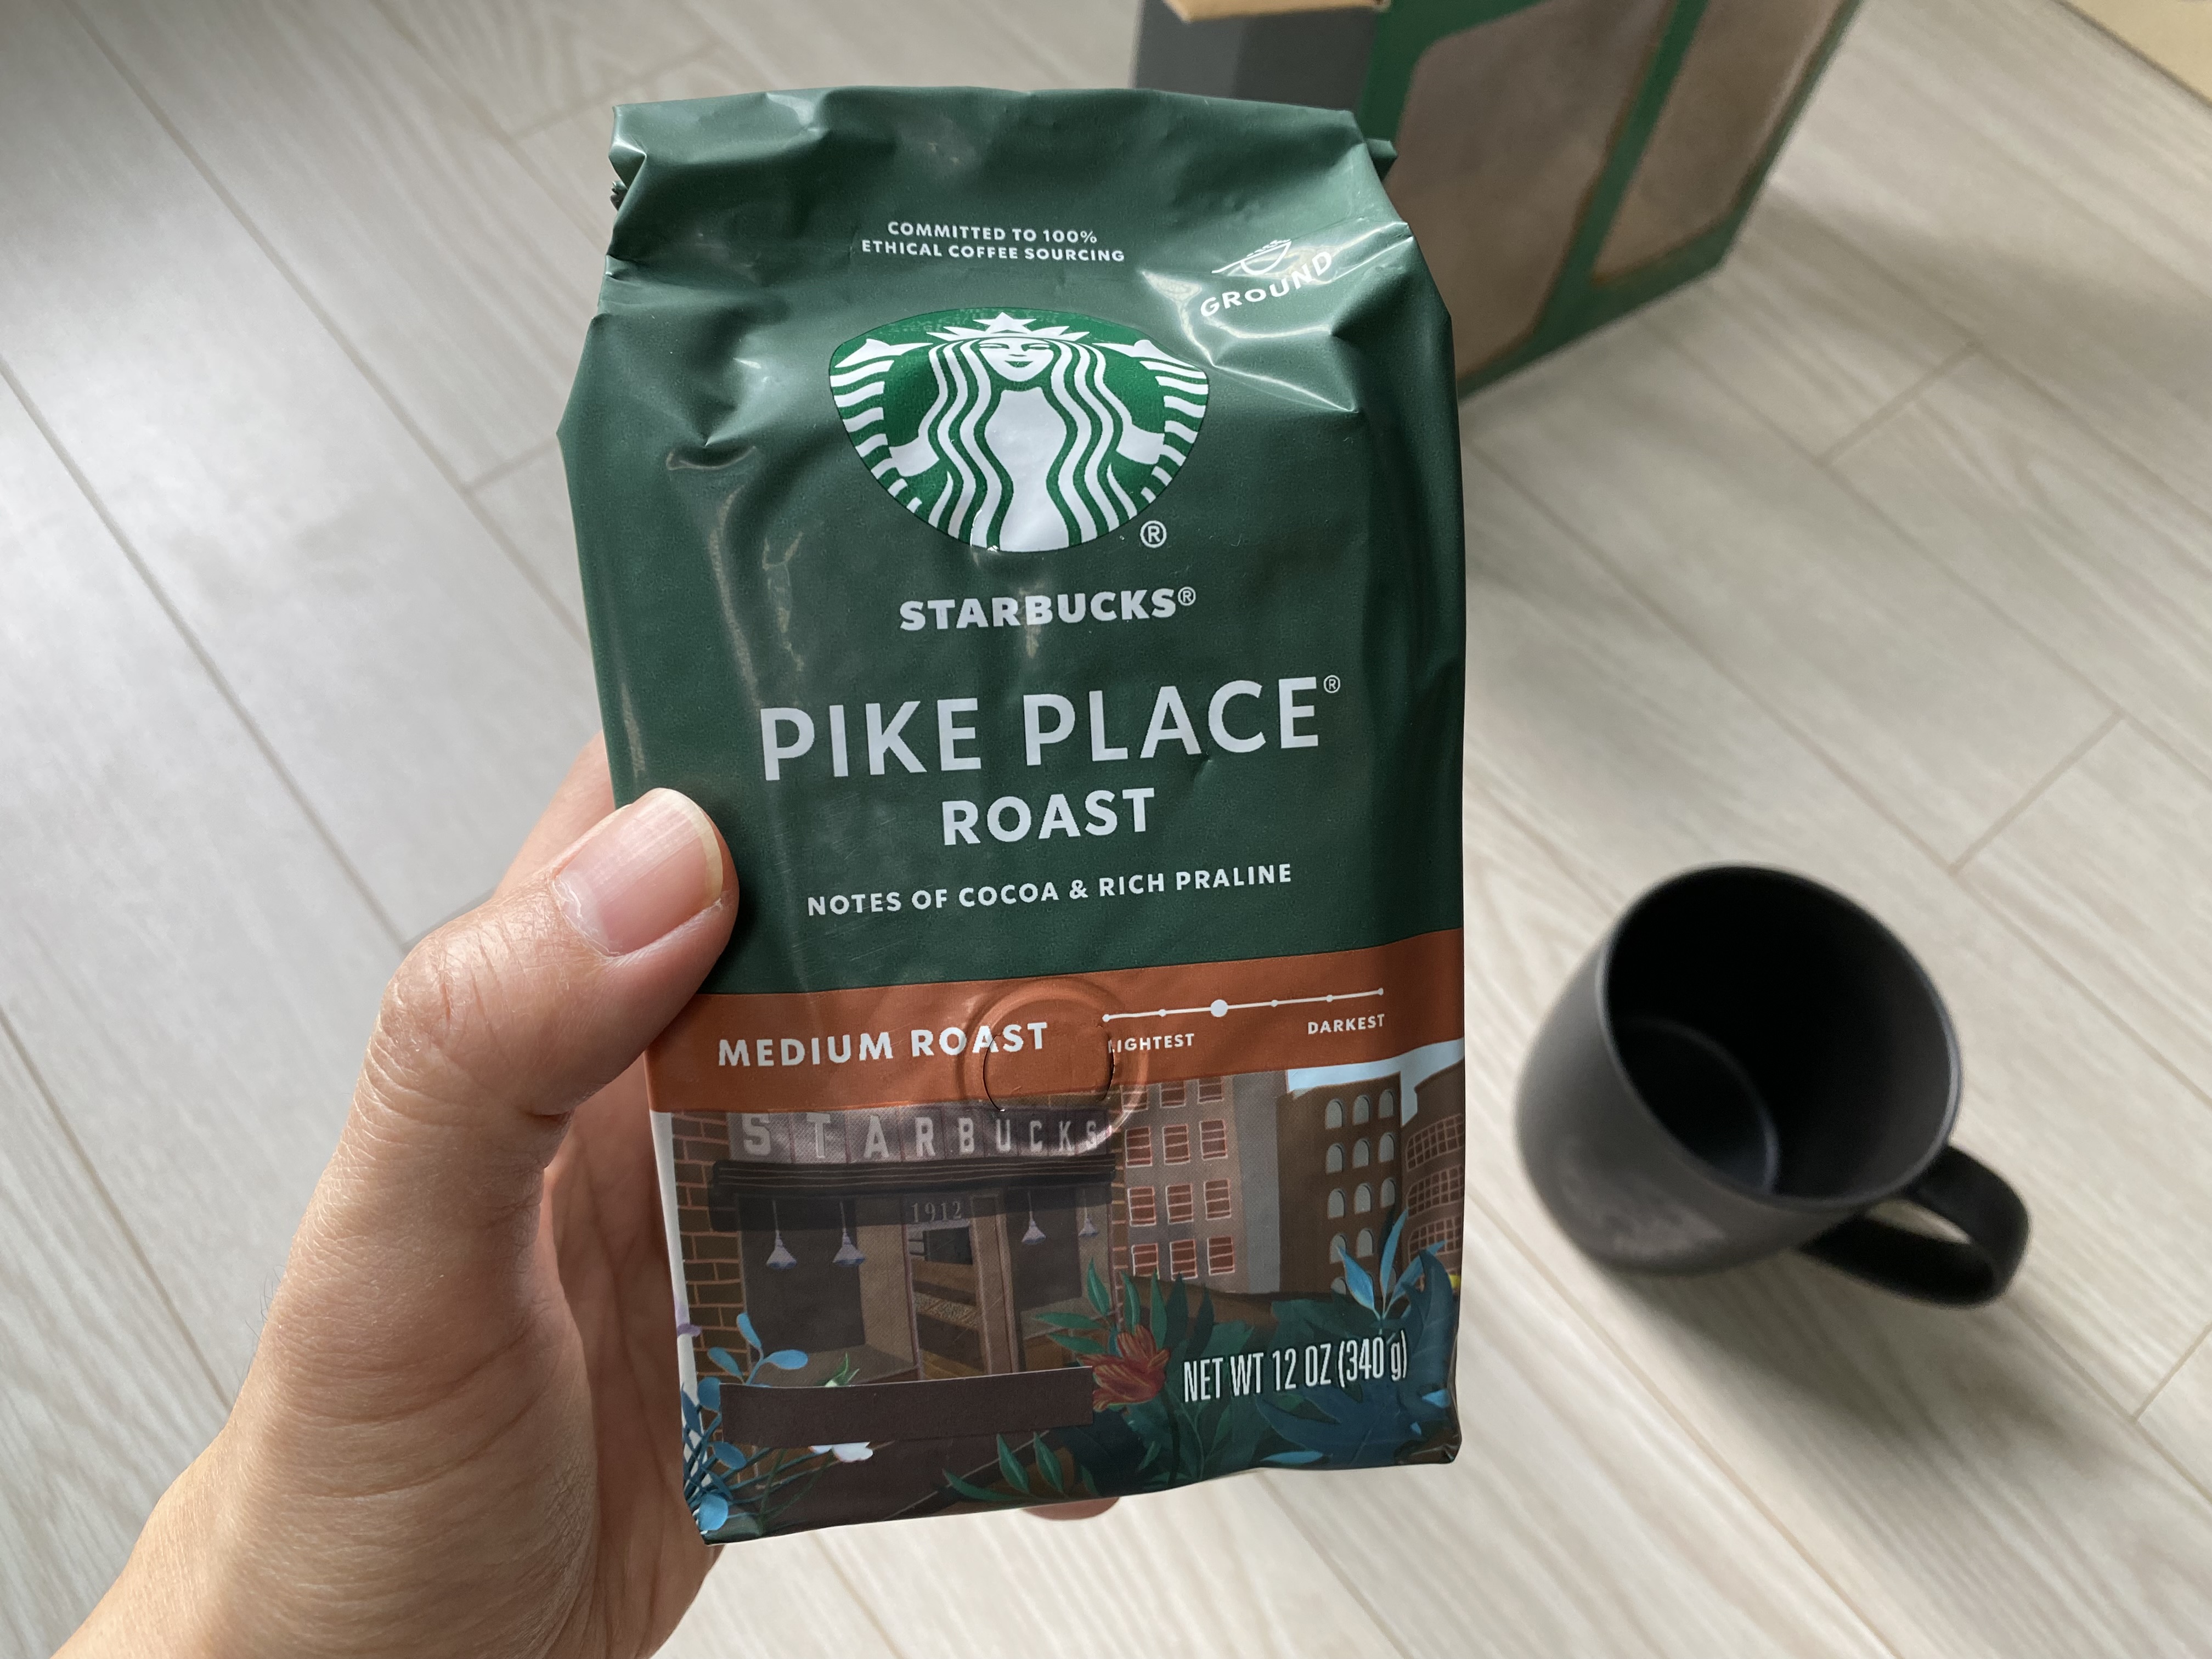 COMMITTED TO 100%
ETHICAL COFFEE SOURCING
GROUND
®
STARBUCKS®
PIKE PLACE®
ROAST
NOTES OF COCOA & RICH PRALINE
MEDIUM ROAST
LIGHTEST
DARKEST
STARBUCKS
1912
NET WT 12 OZ (340 g)